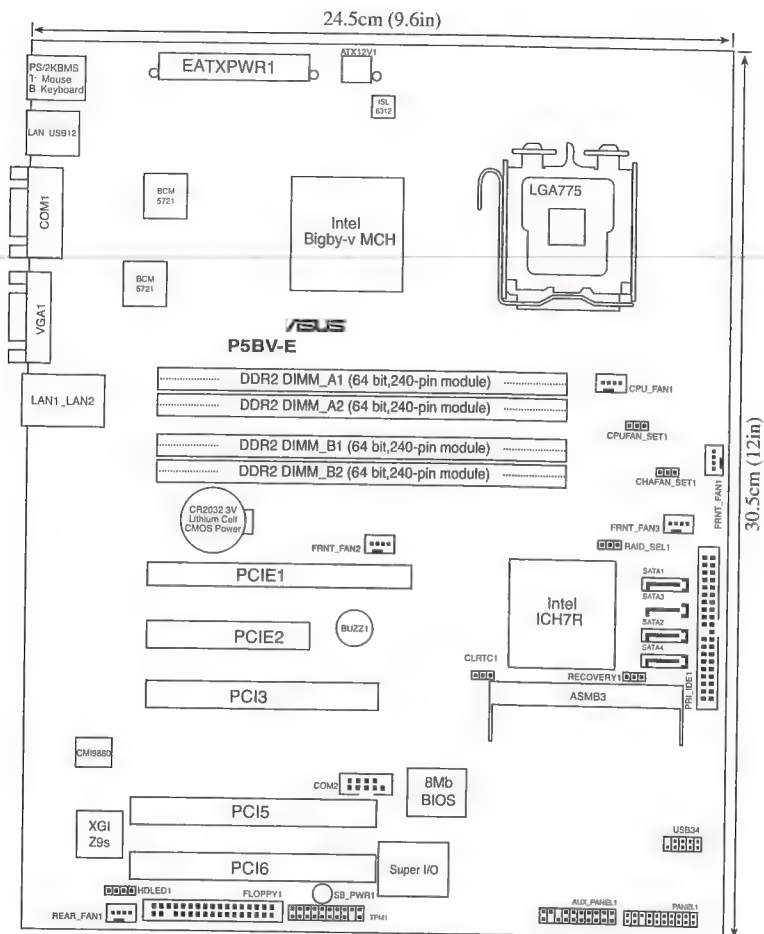 24.5cm (9.6in)
PS/2KBMS
T: Mouse
B Keyboard
EATXPWR1
ATX12V1
ISL
6312
LAN USB12
COM1
BCM
5721
Intel
Bigby-v MCH
LGA775
BCM
5721
VGA1
ASUS
P5BV-E
LAN1_LAN2
DDR2 DIMM_A1 (64 bit,240-pin module)
DDR2 DIMM_A2 (64 bit,240-pin module)
DDR2 DIMM_B1 (64 bit,240-pin module)
DDR2 DIMM_B2 (64 bit,240-pin module)
CPU_FAN1
CPUFAN_SET1
CHAFAN_SET1
FRNT_FAN1
30.5cm (12in)
CR2032 3V
Lithium Cell
CMOS Power
FRNT_FAN2
FRNT_FAN3
RAID_SEL1
PCIE1
Intel
ICH7R
SATA1
SATA3
SATA2
SATA4
PRI_IDE1
PCIE2
BUZZ1
CLRTC1
RECOVERY1
PCI3
ASMB3
CMI9880
COM2
8Mb
BIOS
XGI
Z9s
PCI5
USB34
PCI6
Super I/O
HDLED1
FLOPPY1
SB_PWR1
REAR_FAN1
TPM1
AUX_PANEL1
PANEL1